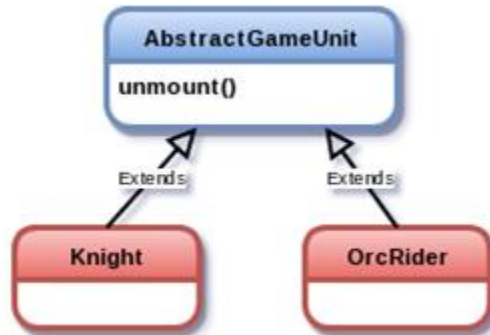 AbstractGameUnit
unmount()
Extends
Extends
Knight
OrcRider